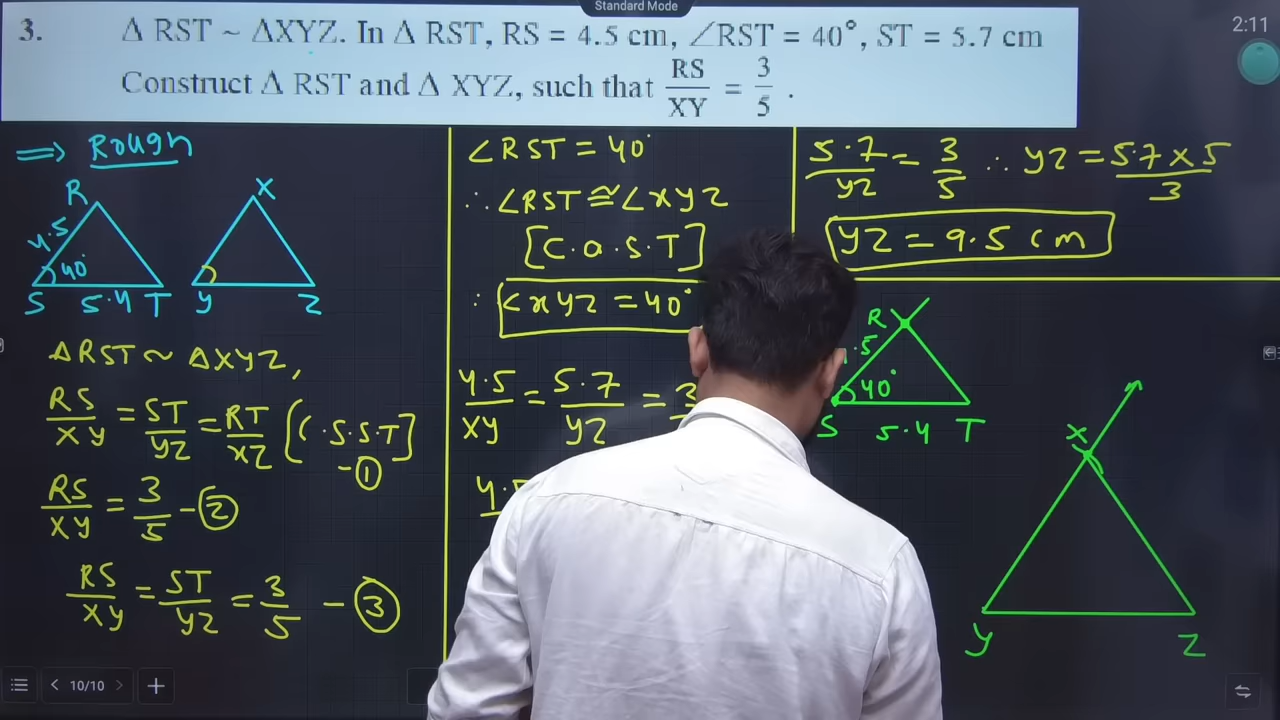 Standard Mode
2:11
3. Δ RST ~ ΔXYZ. In Δ RST, RS = 4.5 cm, ∠RST = 40°, ST = 5.7 cm
Construct Δ RST and Δ XYZ, such that RS/XY = 3/5 .
⇒ Rough
R
4.5
40°
S 5.4 T
X
Y Z
ΔRST ~ ΔXYZ,
RS/XY = ST/YZ = RT/XZ [C.S.S.T] -①
RS/XY = 3/5 -②
RS/XY = ST/YZ = 3/5 - ③
∠RST = 40°
∴ ∠RST ≅ ∠XYZ
[C.a.S.T]
∴ ∠XYZ = 40°
4.5/XY = 5.7/YZ =
5.7/YZ = 3/5 ∴ YZ = 5.7 × 5/3
YZ = 9.5 cm
R
.5
40°
S 5.4 T
X
Y Z
10/10